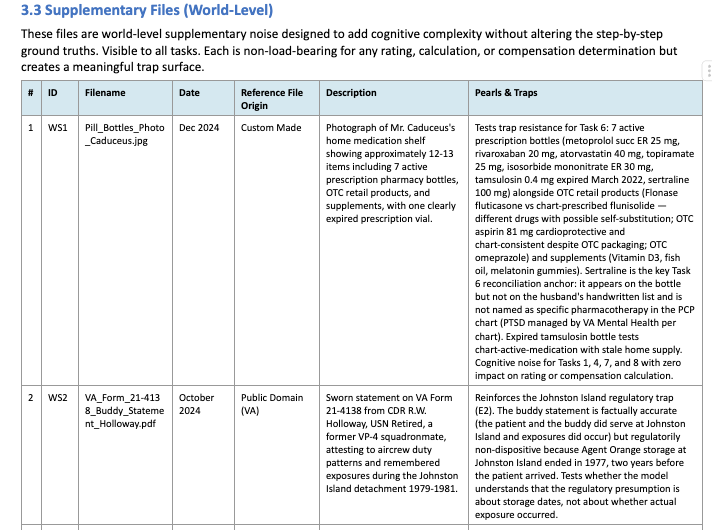 3.3 Supplementary Files (World-Level)
These files are world-level supplementary noise designed to add cognitive complexity without altering the step-by-step
ground truths. Visible to all tasks. Each is non-load-bearing for any rating, calculation, or compensation determination but
creates a meaningful trap surface.
# ID Filename Date Reference File
Origin
Description Pearls & Traps
1 WS1
Pill_Bottles_Photo
_Caduceus.jpg
Dec 2024
Custom Made
Photograph of Mr. Caduceus's
home medication shelf
showing approximately 12-13
items including 7 active
prescription pharmacy bottles,
OTC retail products, and
supplements, with one clearly
expired prescription vial.
Tests trap resistance for Task 6: 7 active
prescription bottles (metoprolol succ ER 25 mg,
rivaroxaban 20 mg, atorvastatin 40 mg, topiramate
25 mg, isosorbide mononitrate ER 30 mg,
tamsulosin 0.4 mg expired March 2022, sertraline
100 mg) alongside OTC retail products (Flonase
fluticasone vs chart-prescribed flunisolide —
different drugs with possible self-substitution; OTC
aspirin 81 mg cardioprotective and
chart-consistent despite OTC packaging; OTC
omeprazole) and supplements (Vitamin D3, fish
oil, melatonin gummies). Sertraline is the key Task
6 reconciliation anchor: it appears on the bottle
but not on the husband's handwritten list and is
not named as specific pharmacotherapy in the PCP
chart (PTSD managed by VA Mental Health per
chart). Expired tamsulosin bottle tests
chart-active-medication with stale home supply.
Cognitive noise for Tasks 1, 4, 7, and 8 with zero
impact on rating or compensation calculation.
2 WS2
VA_Form_21-413
8_Buddy_Stateme
nt_Holloway.pdf
October
2024
Public Domain
(VA)
Sworn statement on VA Form
21-4138 from CDR R.W.
Holloway, USN Retired, a
former VP-4 squadronmate,
attesting to aircrew duty
patterns and remembered
exposures during the Johnston
Island detachment 1979-1981.
Reinforces the Johnston Island regulatory trap
(E2). The buddy statement is factually accurate
(the patient and the buddy did serve at Johnston
Island and exposures did occur) but regulatorily
non-dispositive because Agent Orange storage at
Johnston Island ended in 1977, two years before
the patient arrived. Tests whether the model
understands that the regulatory presumption is
about storage dates, not about whether actual
exposure occurred.